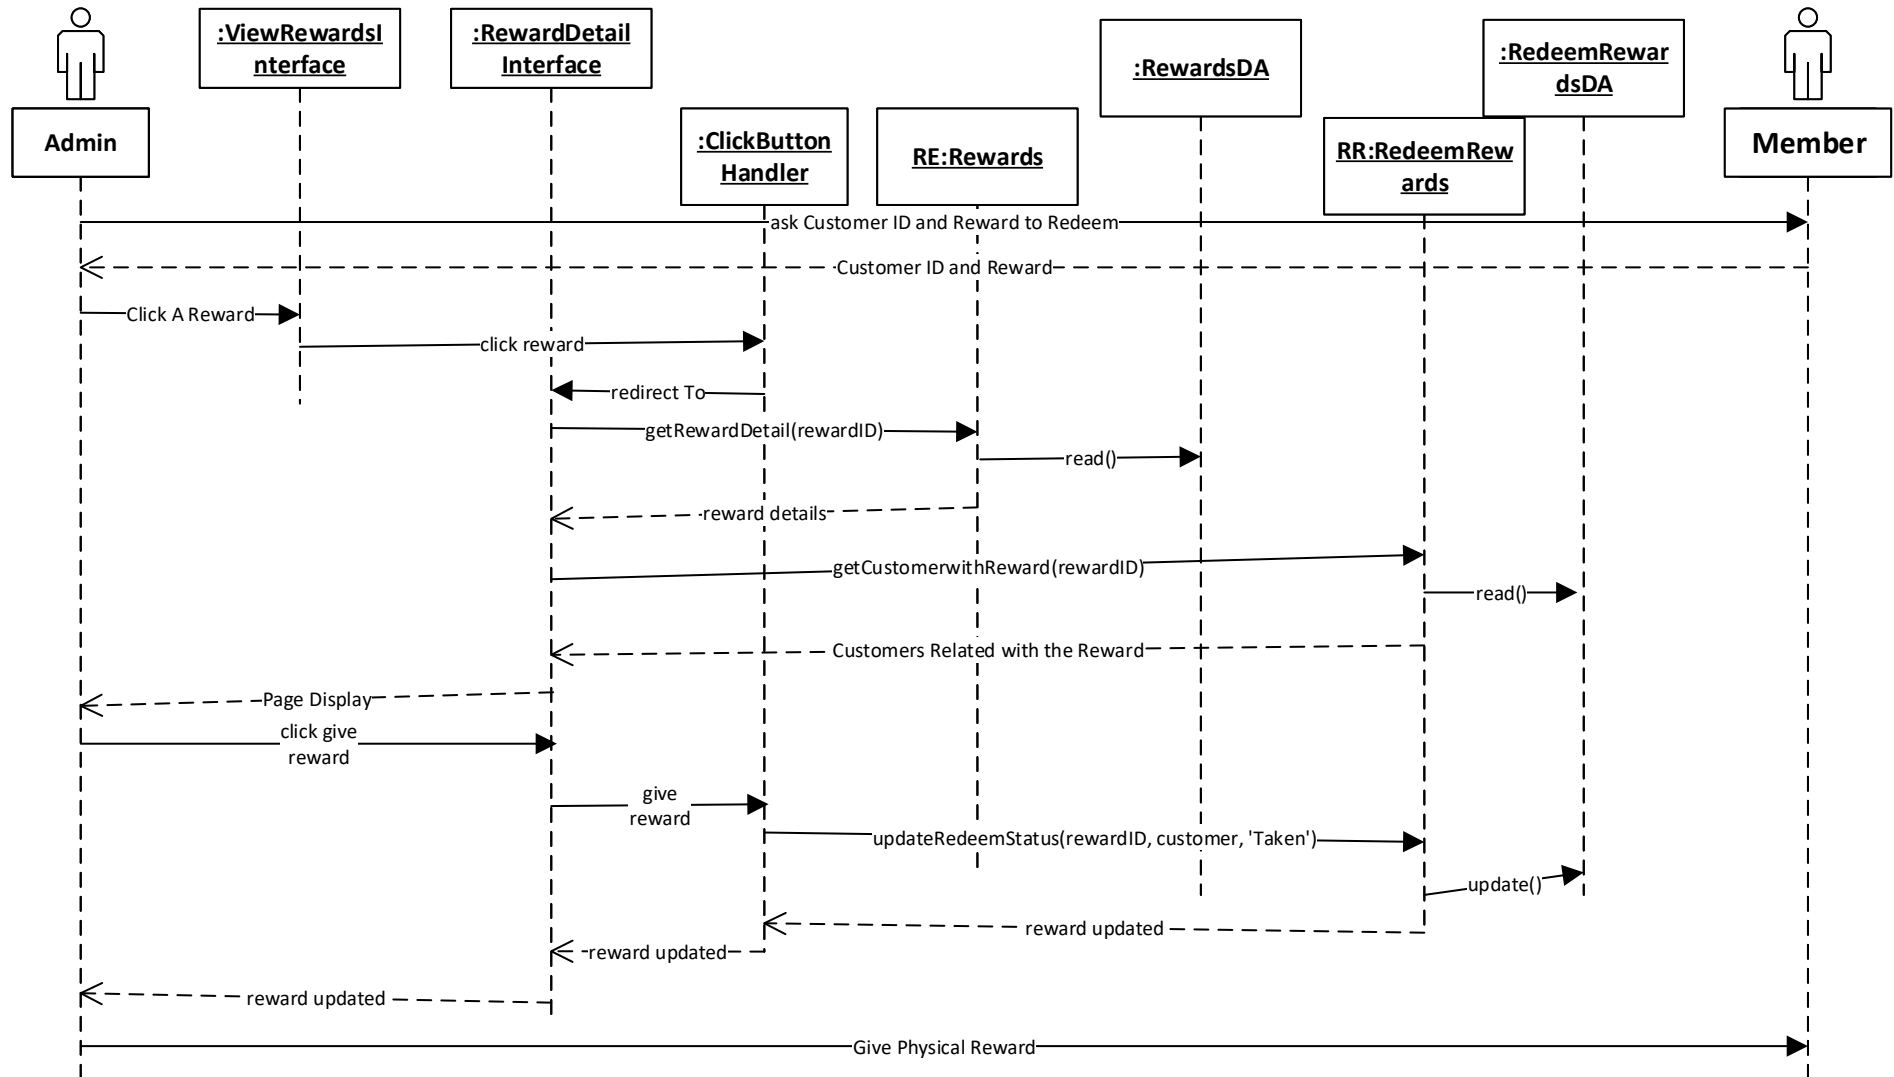 :ViewRewardsI
nterface
:RewardDetail
Interface
:RewardsDA
:RedeemRewar
dsDA
Admin
:ClickButton
Handler
RE:Rewards
RR:RedeemRew
ards
Member
ask Customer ID and Reward to Redeem
Customer ID and Reward
Click A Reward
click reward
redirect To
getRewardDetail(rewardID)
read()
reward details
getCustomerwithReward(rewardID)
read()
Customers Related with the Reward
Page Display
click give
reward
give
reward
updateRedeemStatus(rewardID, customer, 'Taken')
update()
reward updated
reward updated
reward updated
Give Physical Reward